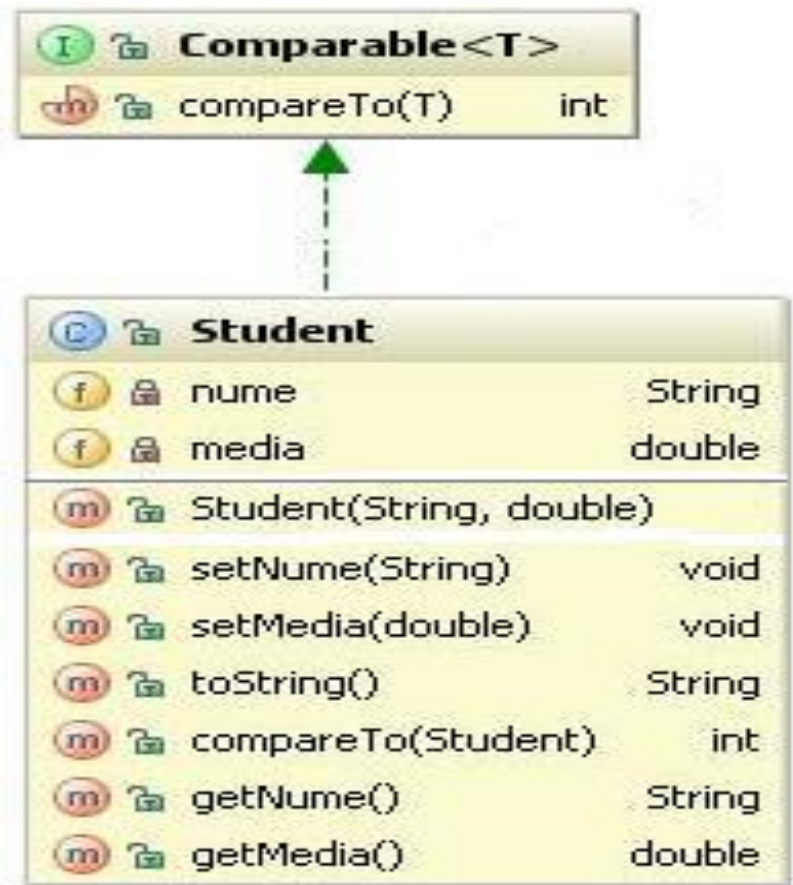 I Comparable<T>
m compareTo(T) int
C Student
f nume String
f media double
m Student(String, double)
m setNume(String) void
m setMedia(double) void
m toString() String
m compareTo(Student) int
m getNume() String
m getMedia() double